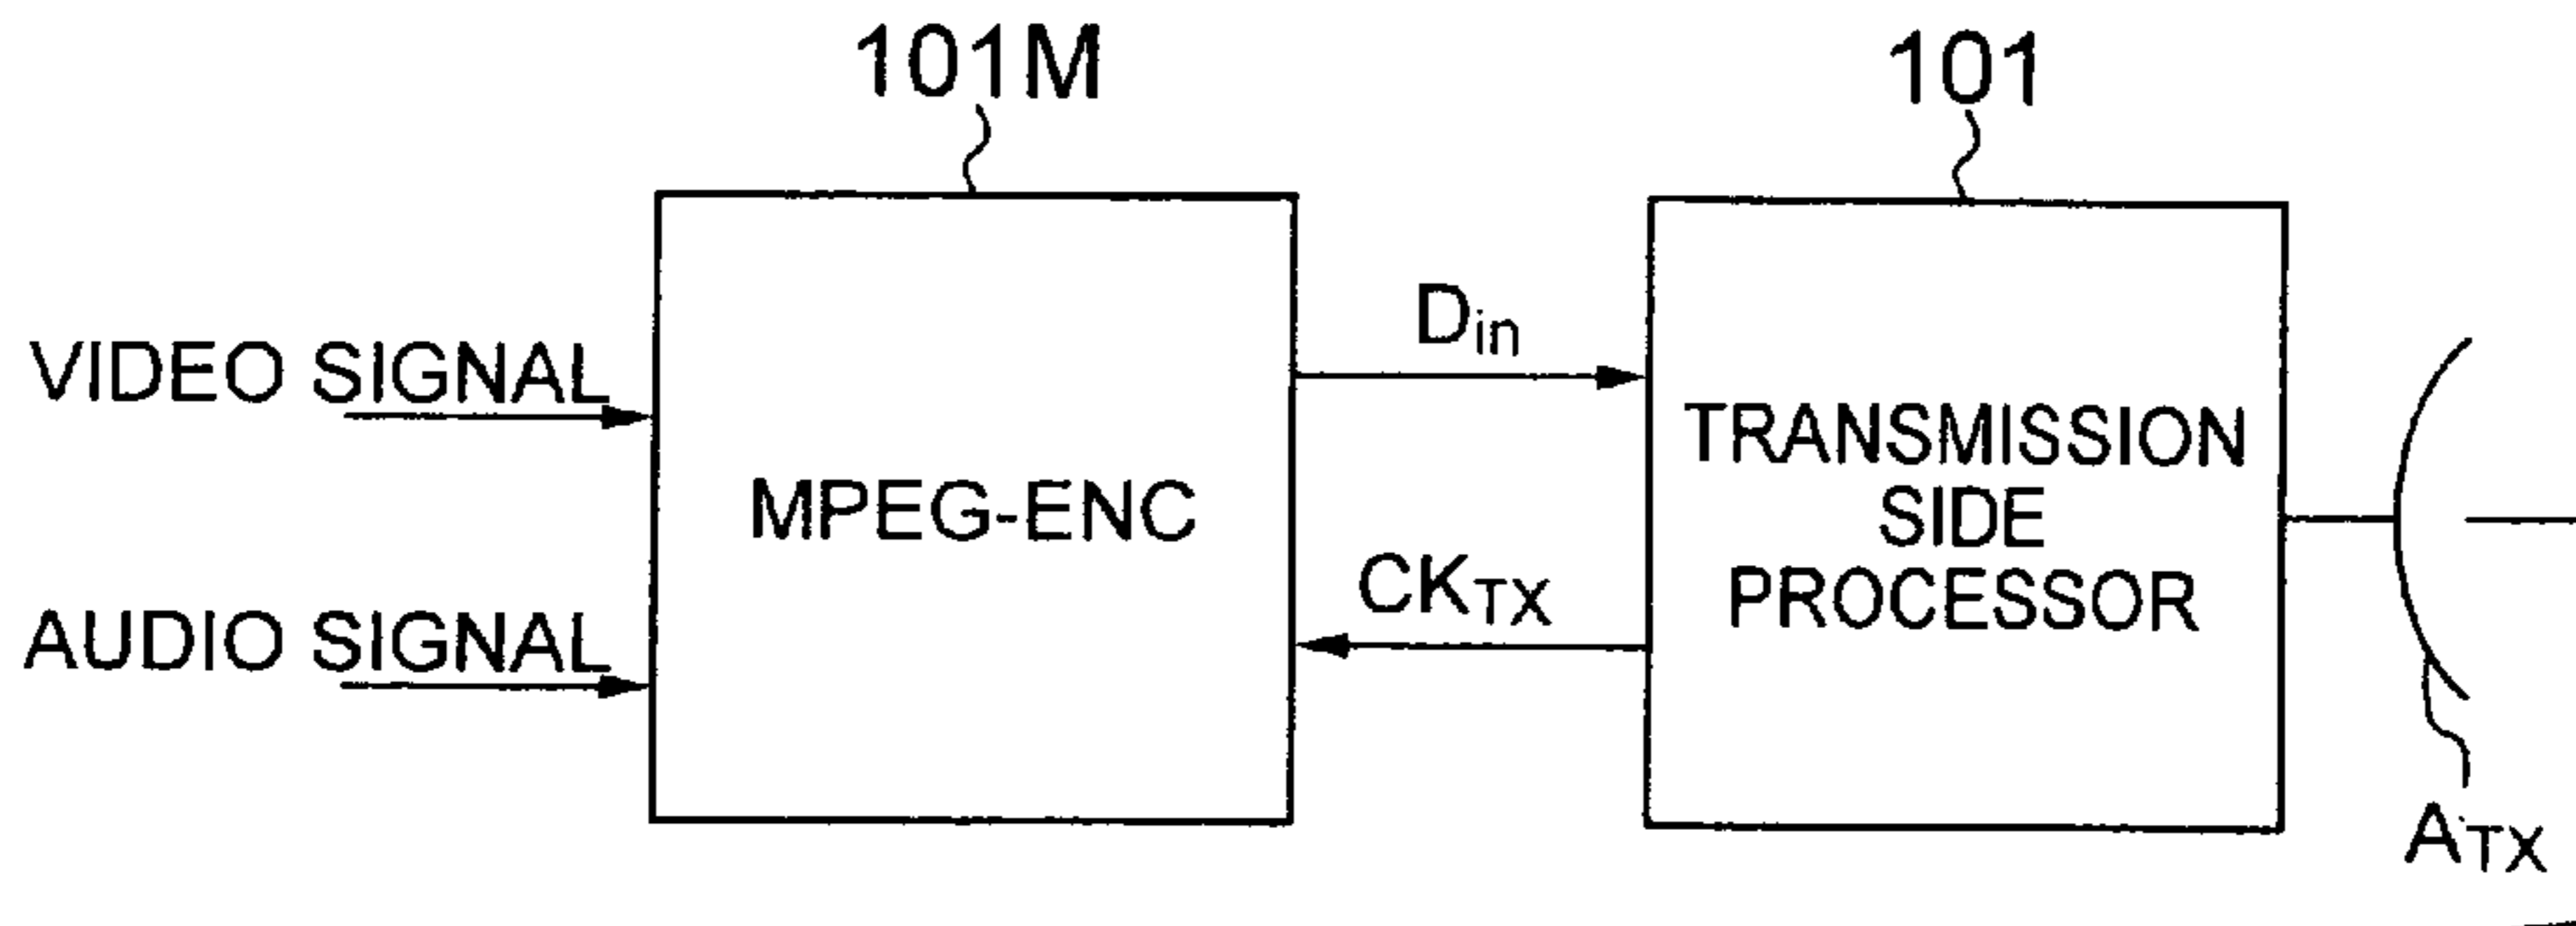 101M
101
VIDEO SIGNAL
AUDIO SIGNAL
MPEG-ENC
Din
CKTX
TRANSMISSION
SIDE
PROCESSOR
ATX